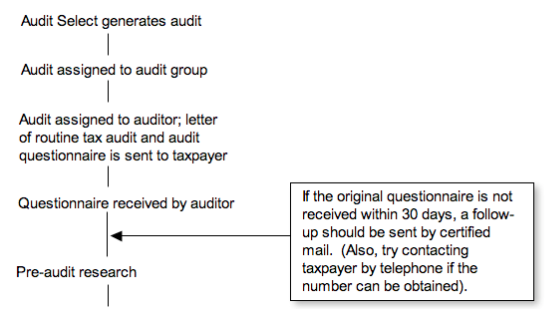 Audit Select generates audit
Audit assigned to audit group
Audit assigned to auditor; letter
of routine tax audit and audit
questionnaire is sent to taxpayer
Questionnaire received by auditor
If the original questionnaire is not
received within 30 days, a follow-
up should be sent by certified
mail.  (Also, try contacting
taxpayer by telephone if the
number can be obtained).
Pre-audit research